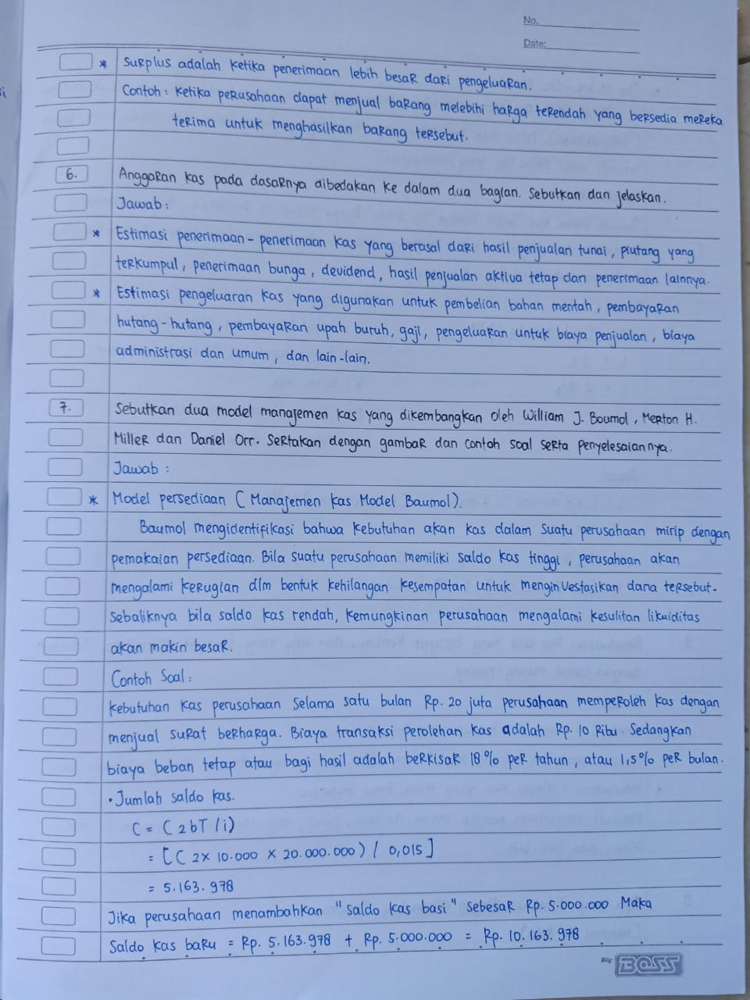 No.
Date:
* Surplus adalah ketika penerimaan lebih besar dari pengeluaran.
Contoh : Ketika perusahaan dapat menjual barang melebihi harga terendah yang bersedia mereka
terima untuk menghasilkan barang tersebut.
6. Anggoran kas pada dasarnya dibedakan ke dalam dua bagian. Sebutkan dan jelaskan.
Jawab :
* Estimasi penerimaan - penerimaan kas yang berasal dari hasil penjualan tunai, piutang yang
terkumpul, penerimaan bunga, devidend, hasil penjualan aktiva tetap dan penerimaan lainnya.
* Estimasi pengeluaran kas yang digunakan untuk pembelian bahan mentah, pembayaran
hutang-hutang, pembayaran upah buruh, gaji, pengeluaran untuk biaya penjualan, biaya
administrasi dan umum, dan lain-lain.
7. Sebutkan dua model manajemen kas yang dikembangkan oleh William J. Boumol, Merton H.
Miller dan Daniel Orr. Sertakan dengan gambar dan contoh soal serta penyelesaiannya.
Jawab :
* Model persediaan ( Manajemen Kas Model Baumol).
Baumol mengidentifikasi bahwa kebutuhan akan kas dalam suatu perusahaan mirip dengan
pemakaian persediaan. Bila suatu perusahaan memiliki saldo kas tinggi, perusahaan akan
mengalami kerugian dlm bentuk kehilangan kesempatan untuk menginvestasikan dana tersebut.
Sebaliknya bila saldo kas rendah, kemungkinan perusahaan mengalami kesulitan likuiditas
akan makin besar.
Contoh Soal :
Kebutuhan kas perusahaan selama satu bulan Rp. 20 juta perusahaan memperoleh kas dengan
menjual surat berharga. Biaya transaksi perolehan kas adalah Rp. 10 Ribu. Sedangkan
biaya beban tetap atau bagi hasil adalah berkisar 18% per tahun, atau 1,5% per bulan.
• Jumlah saldo kas.
C = ( 2bT / i)
= [( 2 x 10.000 x 20.000.000 ) / 0,015 ]
= 5.163.978
Jika perusahaan menambahkan "saldo kas basi" sebesar Rp. 5.000.000 Maka
Saldo kas baru = Rp. 5.163.978 + Rp. 5.000.000 = Rp. 10.163.978
Big BOSS